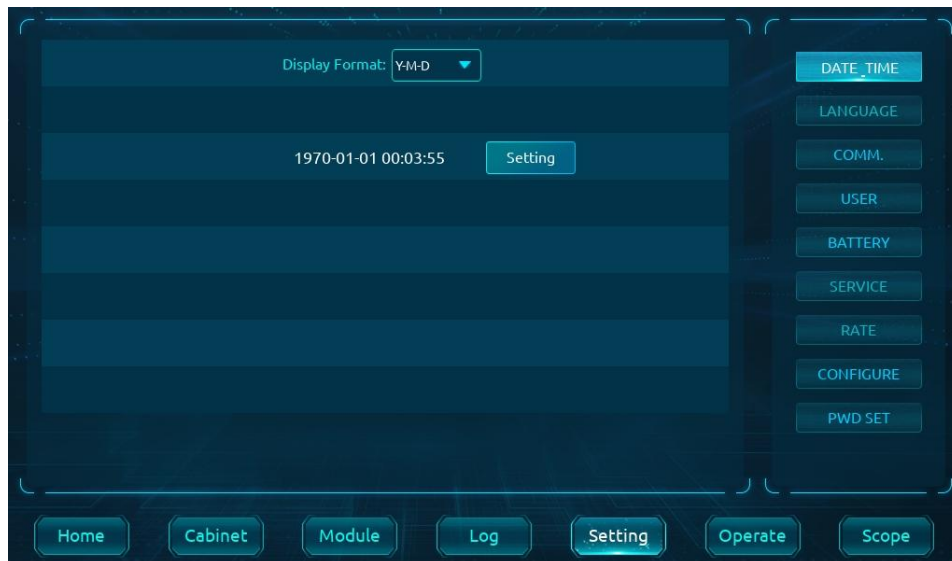 Display Format: Y-M-D
1970-01-01 00:03:55 Setting
DATE_TIME
LANGUAGE
COMM.
USER
BATTERY
SERVICE
RATE
CONFIGURE
PWD SET
Home Cabinet Module Log Setting Operate Scope